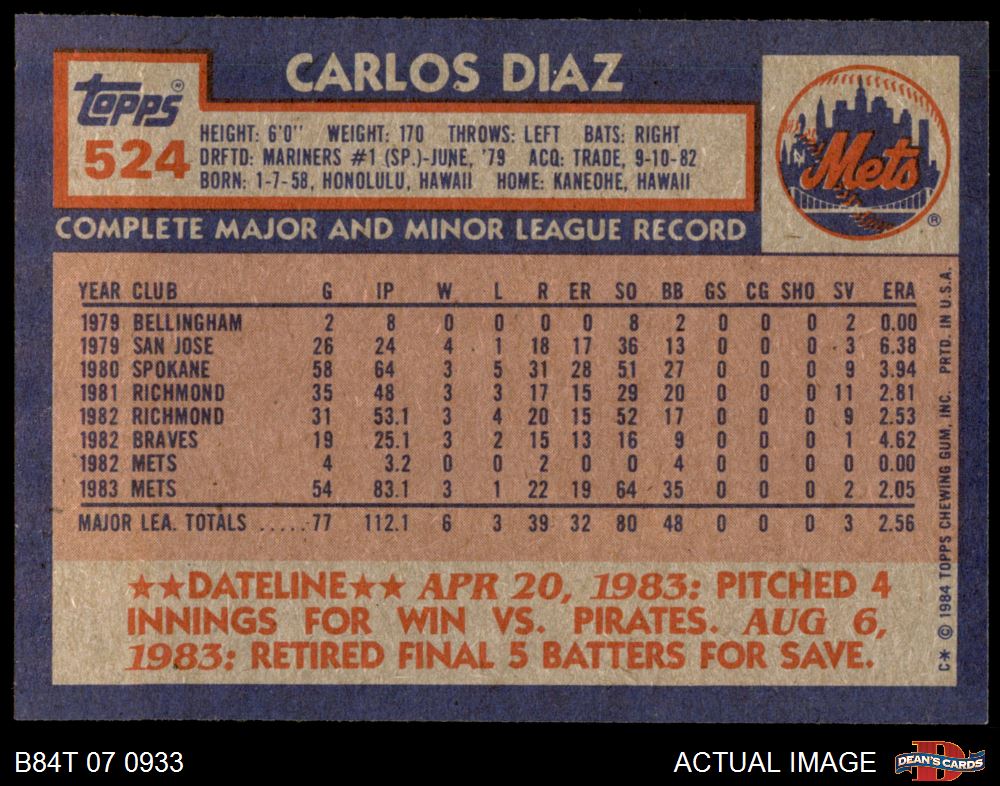 CARLOS DIAZ
Topps®
524
HEIGHT: 6'0" WEIGHT: 170 THROWS: LEFT BATS: RIGHT
DRFTD: MARINERS #1 (SP.)-JUNE, '79 ACQ: TRADE, 9-10-82
BORN: 1-7-58, HONOLULU, HAWAII HOME: KANEOHE, HAWAII
Mets
®
COMPLETE MAJOR AND MINOR LEAGUE RECORD
YEAR CLUB G IP W L R ER SO BB GS CG SHO SV ERA
1979 BELLINGHAM 2 8 0 0 0 0 8 2 0 0 0 2 0.00
1979 SAN JOSE 26 24 4 1 18 17 36 13 0 0 0 3 6.38
1980 SPOKANE 58 64 3 5 31 28 51 27 0 0 0 9 3.94
1981 RICHMOND 35 48 3 3 17 15 29 20 0 0 0 11 2.81
1982 RICHMOND 31 53.1 3 4 20 15 52 17 0 0 0 9 2.53
1982 BRAVES 19 25.1 3 2 15 13 16 9 0 0 0 1 4.62
1982 METS 4 3.2 0 0 2 0 0 4 0 0 0 0 0.00
1983 METS 54 83.1 3 1 22 19 64 35 0 0 0 2 2.05
MAJOR LEA. TOTALS .....77 112.1 6 3 39 32 80 48 0 0 0 3 2.56
★★DATELINE★★ APR 20, 1983: PITCHED 4
INNINGS FOR WIN VS. PIRATES. AUG 6,
1983: RETIRED FINAL 5 BATTERS FOR SAVE.
C* © 1984 TOPPS CHEWING GUM, INC. PRTD. IN U.S.A.
B84T 07 0933
ACTUAL IMAGE
D
DEAN'S CARDS